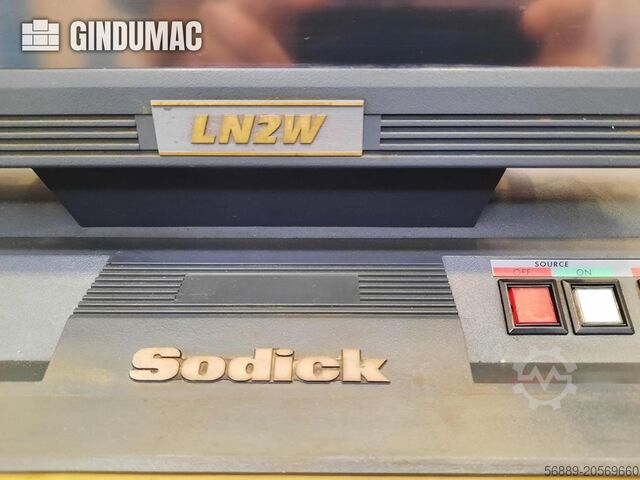 GINDUMAC
LN2W
SOURCE
OFF ON
Sodick
56889-20569660